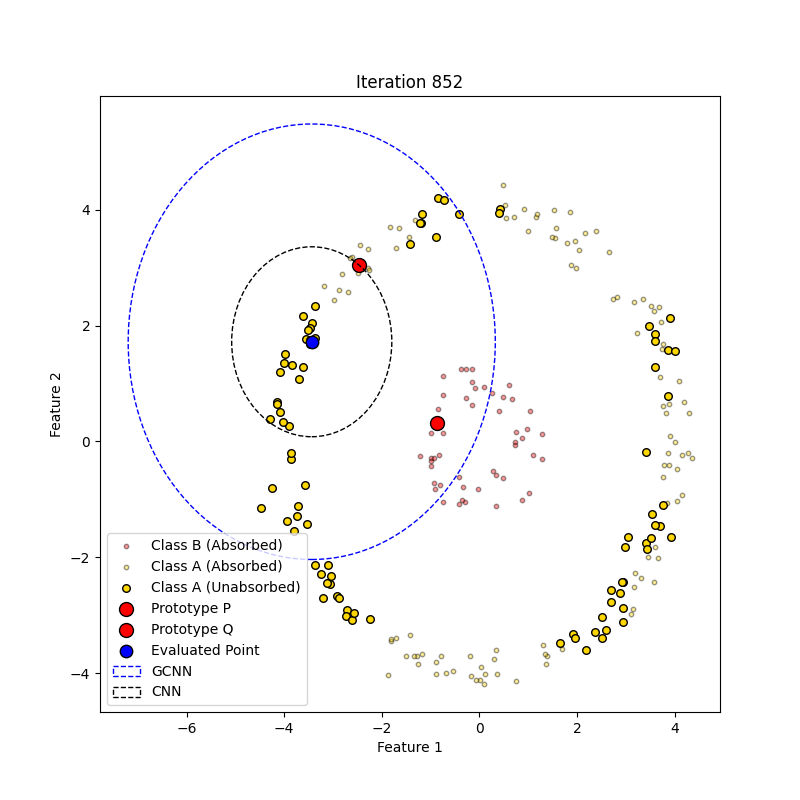 Iteration 852
Feature 2
4
2
0
−2
−4
Class B (Absorbed)
Class A (Absorbed)
Class A (Unabsorbed)
Prototype P
Prototype Q
Evaluated Point
GCNN
CNN
−6 −4 −2 0 2 4
Feature 1